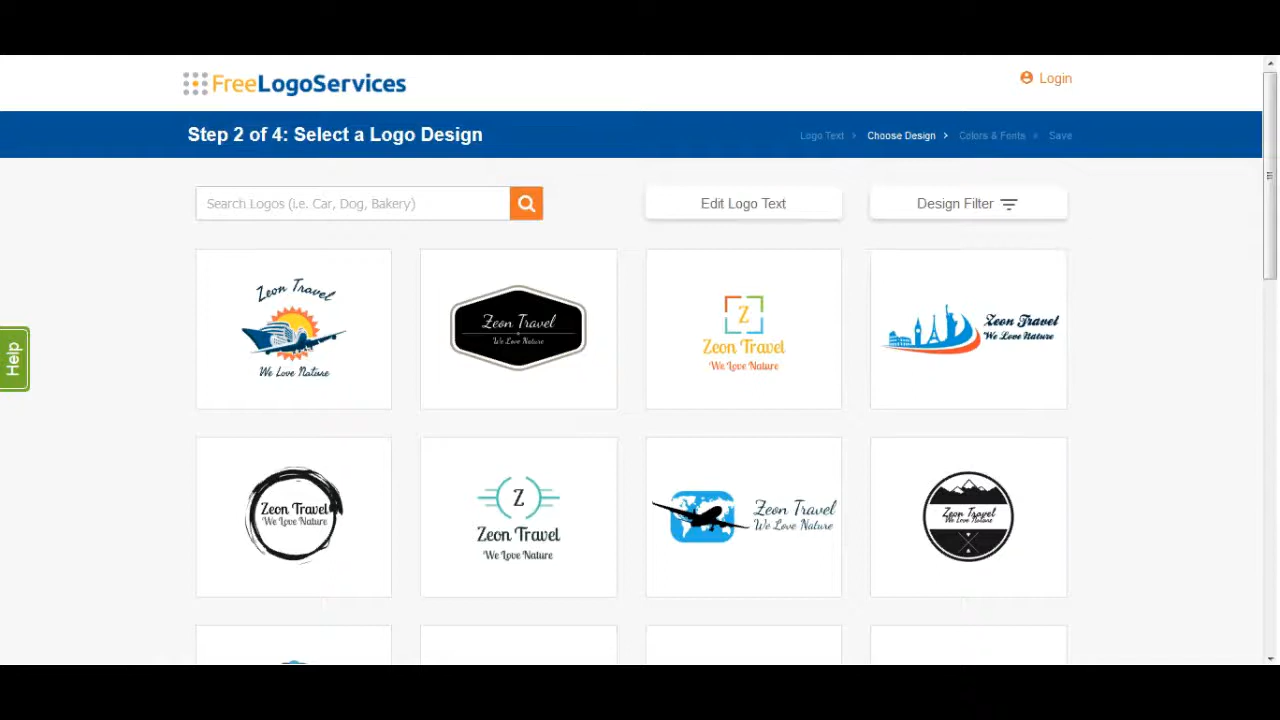 FreeLogoServices
Login
Step 2 of 4: Select a Logo Design
Logo Text > Choose Design > Colors & Fonts > Save
Search Logos (i.e. Car, Dog, Bakery)
Edit Logo Text
Design Filter
Help
Zeon Travel
We Love Nature
Zeon Travel
We Love Nature
Z
Zeon Travel
We Love Nature
Zeon Travel
We Love Nature
Zeon Travel
We Love Nature
Z
Zeon Travel
We Love Nature
Zeon Travel
We Love Nature
Zeon Travel
We Love Nature